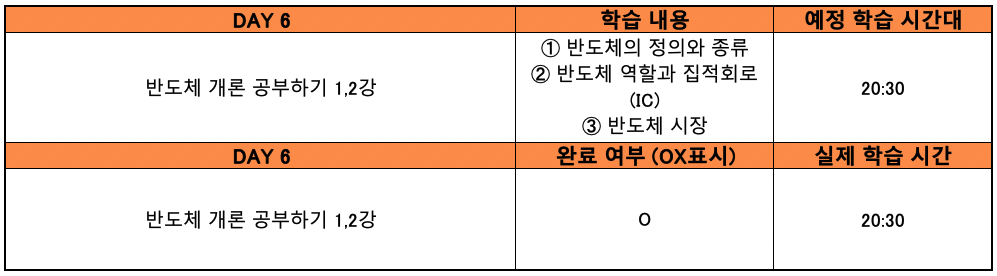 DAY 6 학습 내용 예정 학습 시간대
반도체 개론 공부하기 1,2강
① 반도체의 정의와 종류
② 반도체 역할과 집적회로
(IC)
③ 반도체 시장
20:30
DAY 6 완료 여부 (OX표시) 실제 학습 시간
반도체 개론 공부하기 1,2강 O 20:30